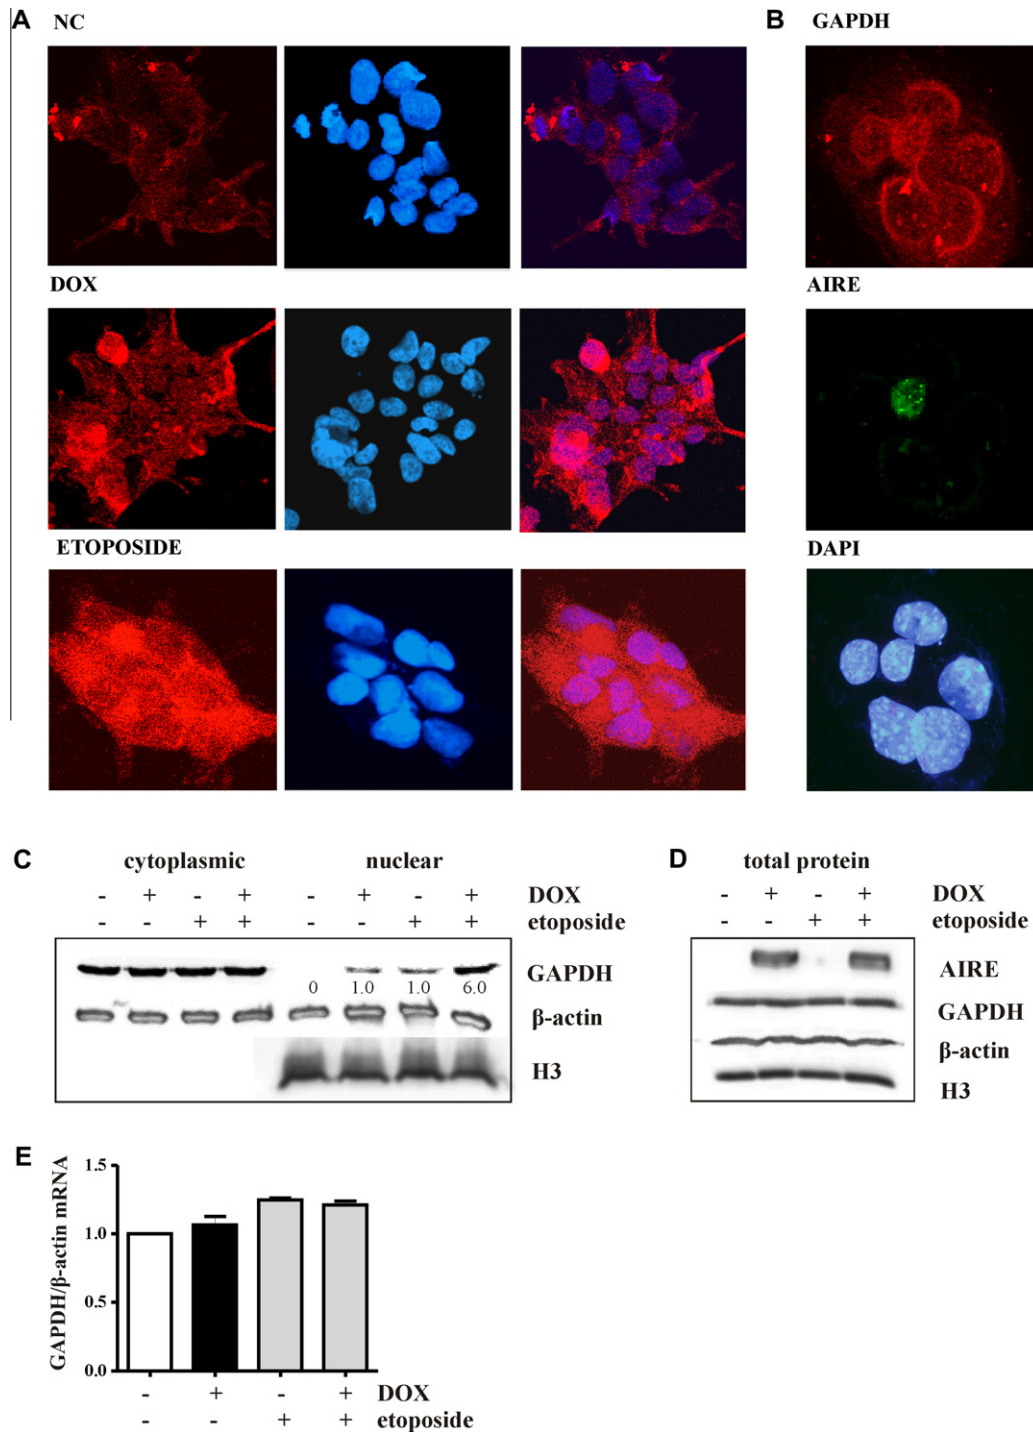 A NC
B GAPDH
DOX
AIRE
ETOPOSIDE
DAPI
C cytoplasmic nuclear
- + - + - + - + DOX
- - + + - - + + etoposide
GAPDH
0 1.0 1.0 6.0
β-actin
H3
D total protein
- + - + DOX
- - + + etoposide
AIRE
GAPDH
β-actin
H3
E
GAPDH/β-actin mRNA
1.5
1.0
0.5
0.0
- + - + DOX
- - + + etoposide